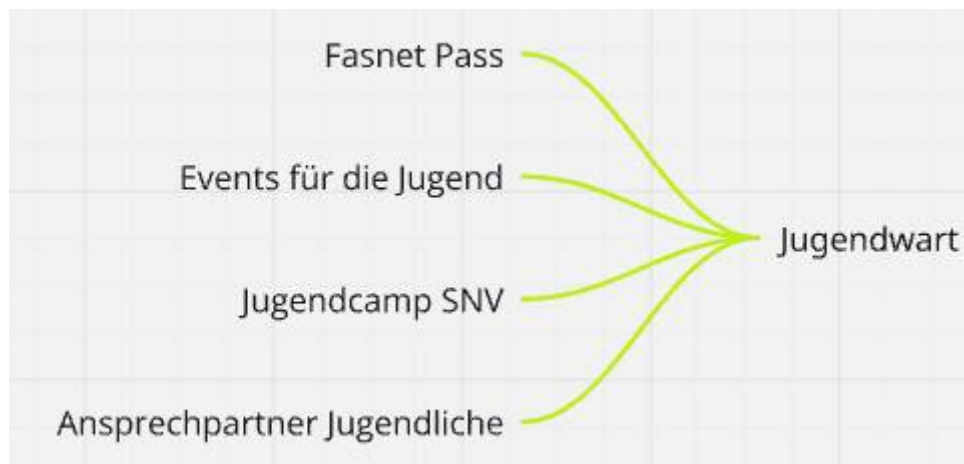 Fasnet Pass
Events für die Jugend
Jugendwart
Jugendcamp SNV
Ansprechpartner Jugendliche